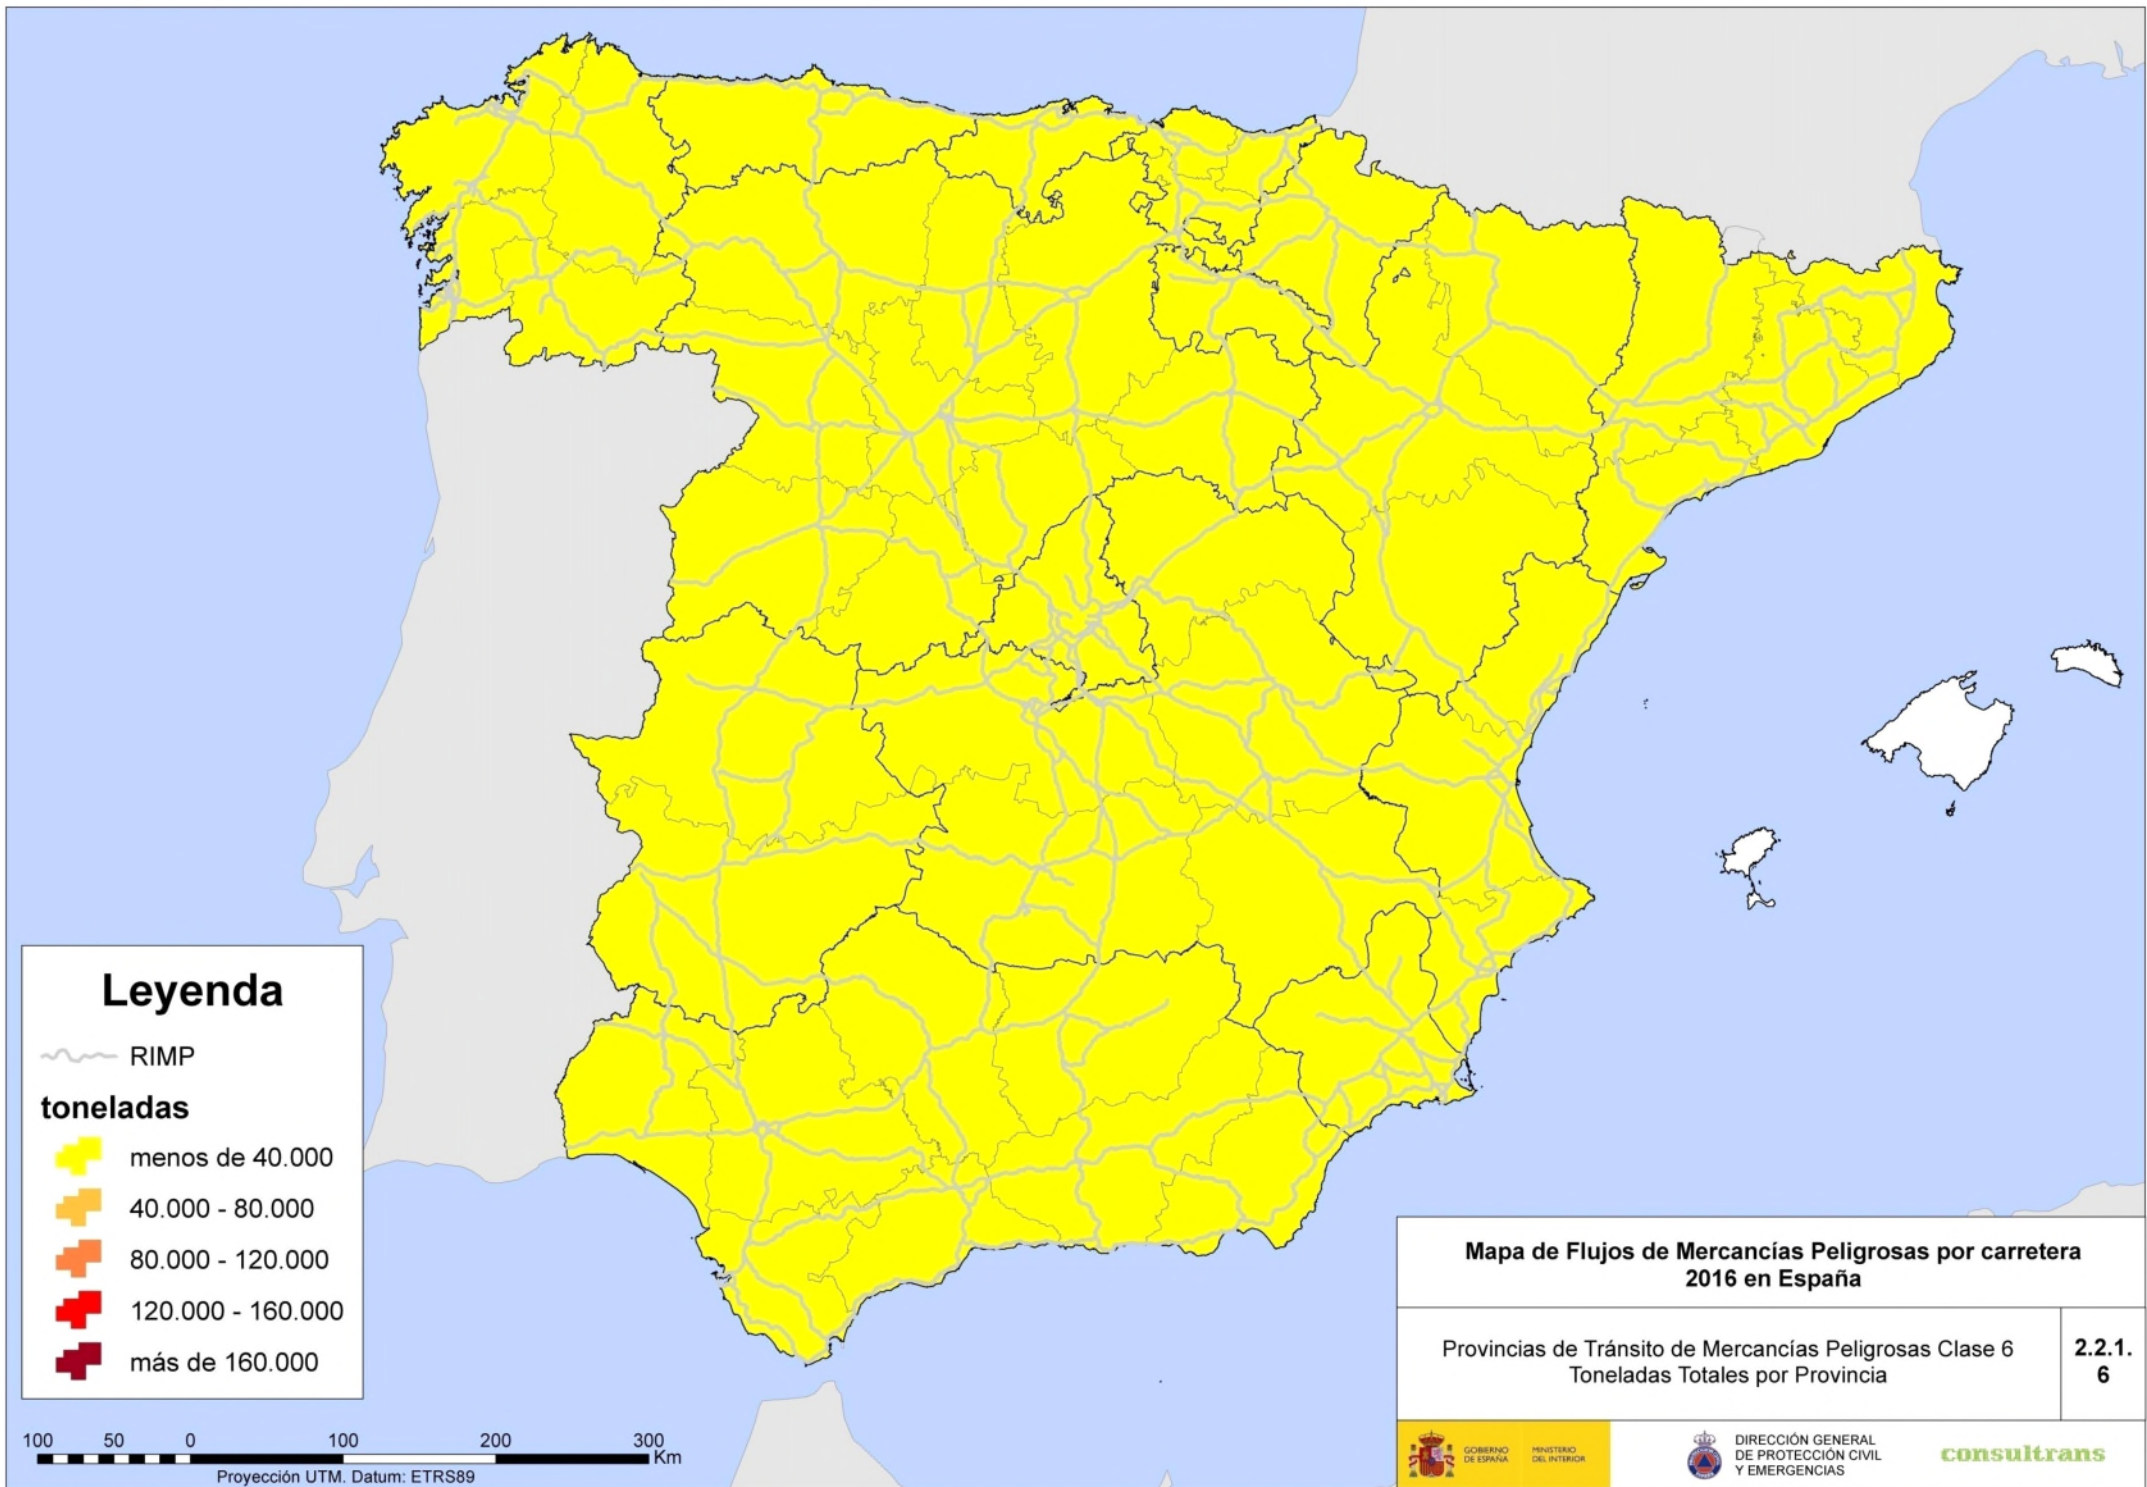 Leyenda
RIMP
toneladas
menos de 40.000
40.000 - 80.000
80.000 - 120.000
120.000 - 160.000
más de 160.000
100 50 0 100 200 300
Km
Proyección UTM. Datum: ETRS89
Mapa de Flujos de Mercancías Peligrosas por carretera
2016 en España
Provincias de Tránsito de Mercancías Peligrosas Clase 6
Toneladas Totales por Provincia
2.2.1.
6
GOBIERNO
DE ESPAÑA
MINISTERIO
DEL INTERIOR
DIRECCIÓN GENERAL
DE PROTECCIÓN CIVIL
Y EMERGENCIAS
consultrans